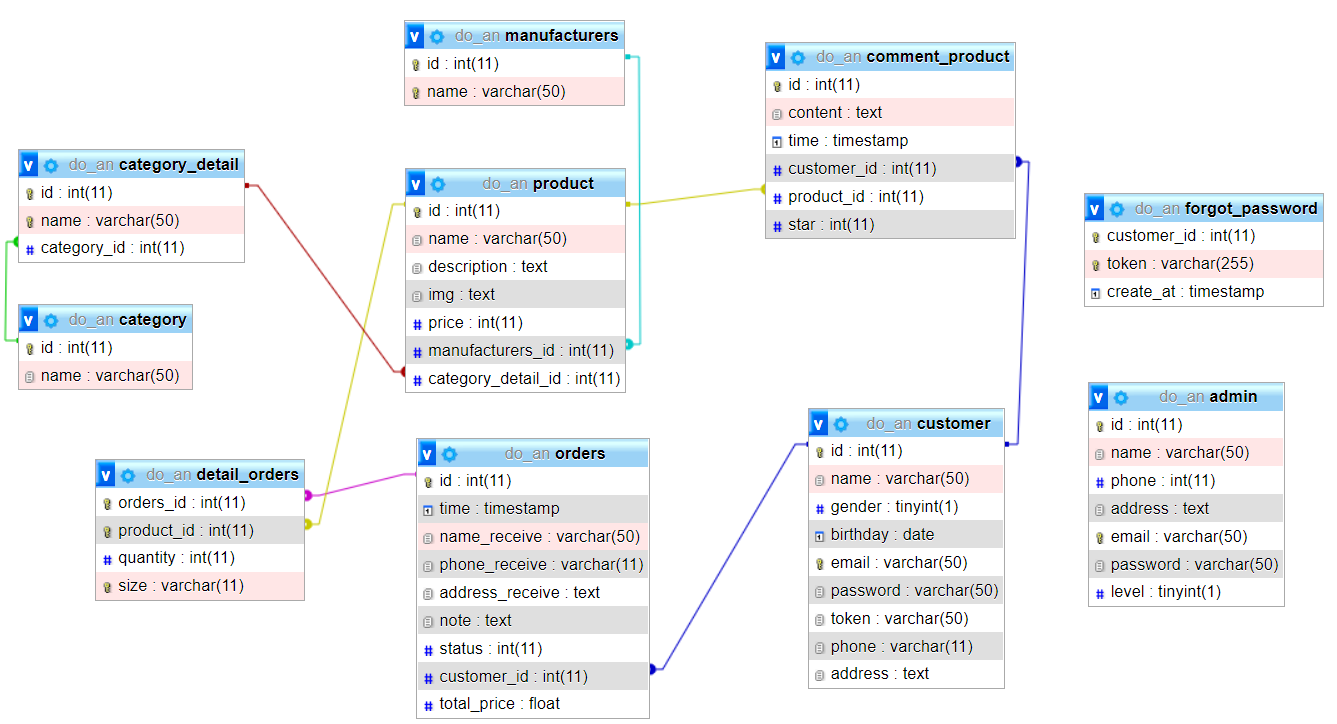 v do_an manufacturers
id : int(11)
name : varchar(50)
v do_an comment_product
id : int(11)
content : text
time : timestamp
customer_id : int(11)
product_id : int(11)
star : int(11)
v do_an category_detail
id : int(11)
name : varchar(50)
category_id : int(11)
v do_an product
id : int(11)
name : varchar(50)
description : text
img : text
price : int(11)
manufacturers_id : int(11)
category_detail_id : int(11)
v do_an forgot_password
customer_id : int(11)
token : varchar(255)
create_at : timestamp
v do_an category
id : int(11)
name : varchar(50)
v do_an admin
id : int(11)
name : varchar(50)
phone : int(11)
address : text
email : varchar(50)
password : varchar(50)
level : tinyint(1)
v do_an customer
id : int(11)
name : varchar(50)
gender : tinyint(1)
birthday : date
email : varchar(50)
password : varchar(50)
token : varchar(50)
phone : varchar(11)
address : text
v do_an orders
id : int(11)
time : timestamp
name_receive : varchar(50)
phone_receive : varchar(11)
address_receive : text
note : text
status : int(11)
customer_id : int(11)
total_price : float
v do_an detail_orders
orders_id : int(11)
product_id : int(11)
quantity : int(11)
size : varchar(11)